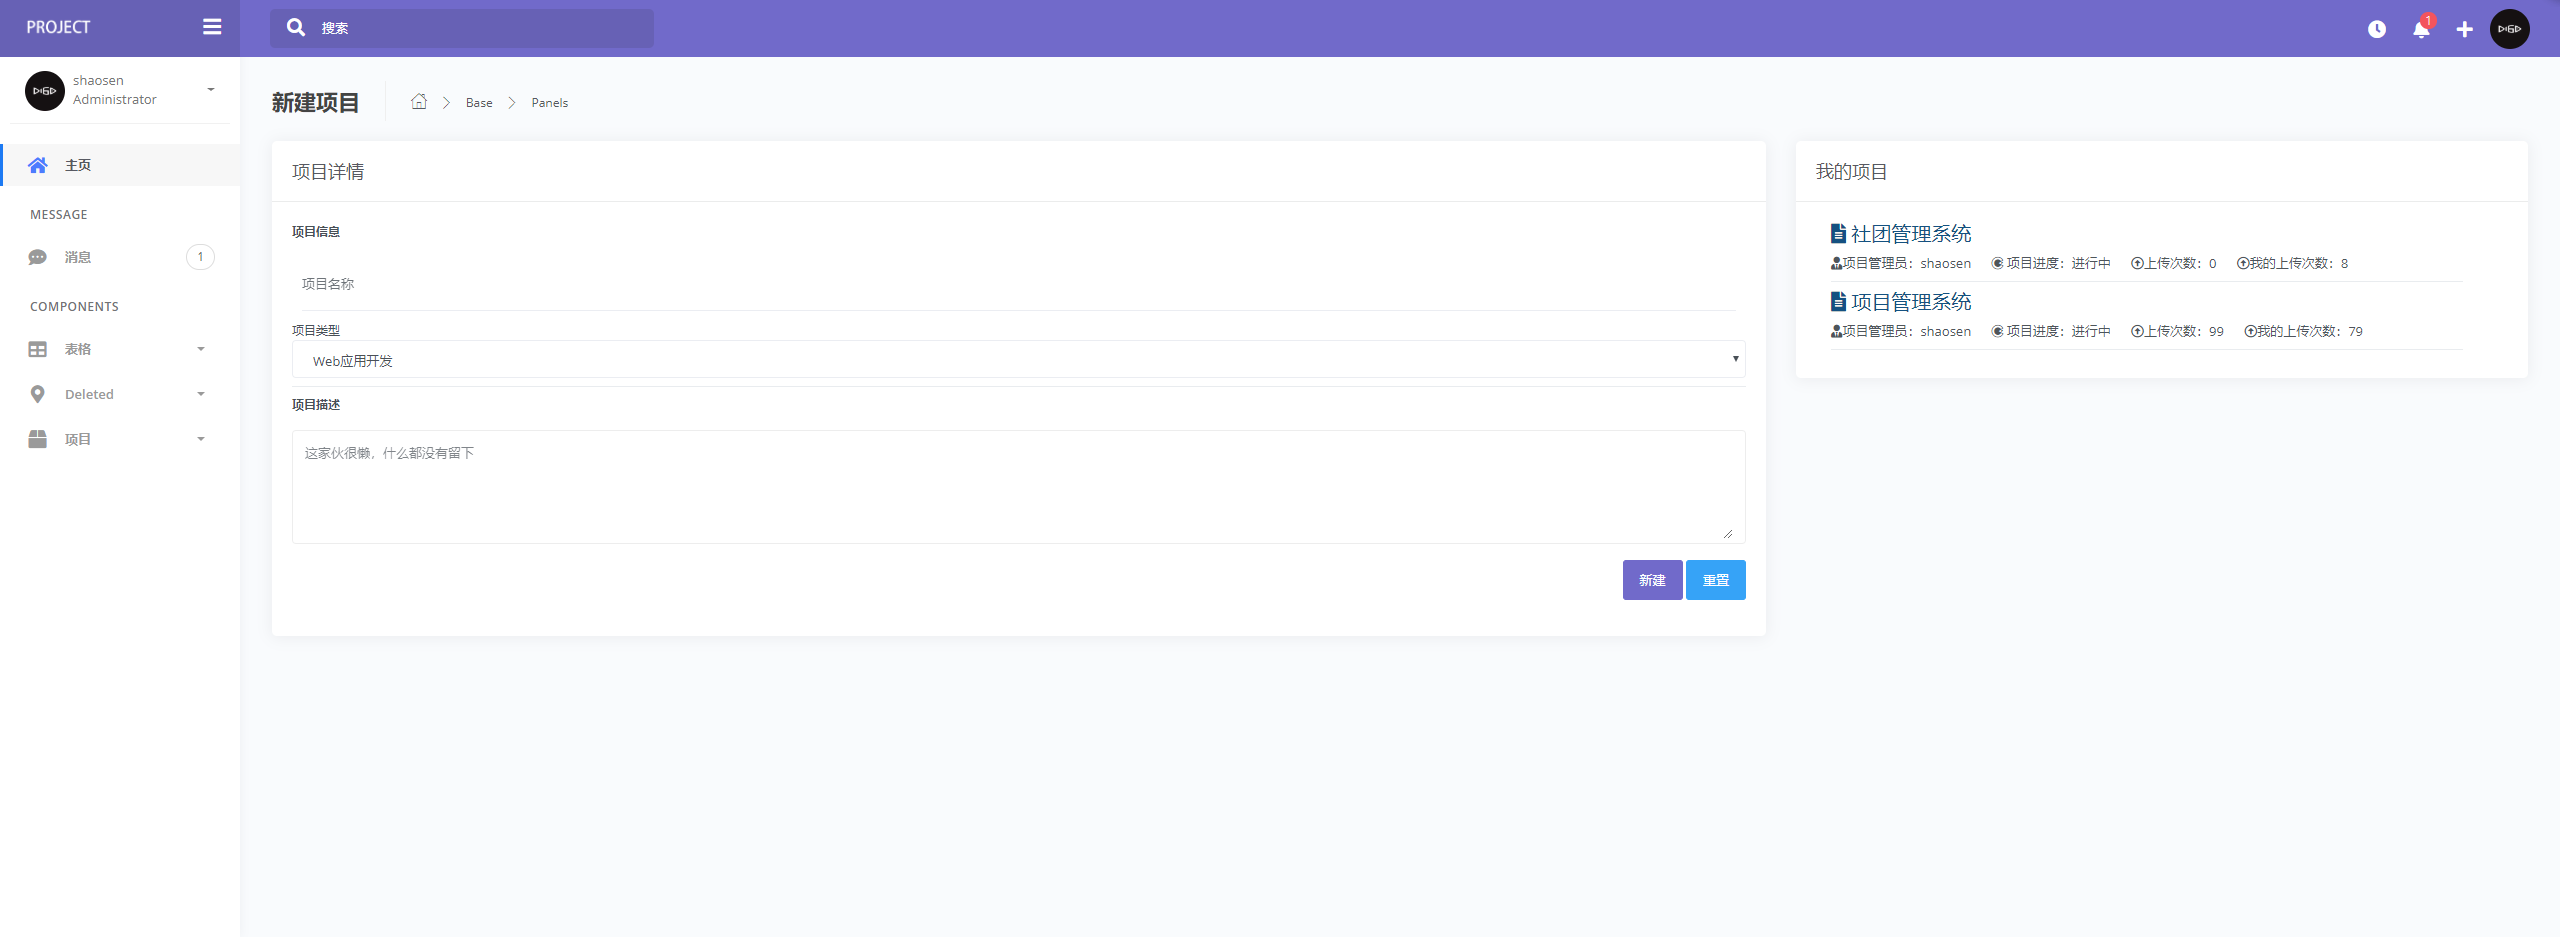 PROJECT
搜索
1
shaosen
Administrator
主页
MESSAGE
消息
1
COMPONENTS
表格
Deleted
项目
新建项目
Base
Panels
项目详情
项目信息
项目名称
项目类型
Web应用开发
项目描述
这家伙很懒，什么都没有留下
新建
重置
我的项目
社团管理系统
项目管理员：shaosen 项目进度：进行中 上传次数：0 我的上传次数：8
项目管理系统
项目管理员：shaosen 项目进度：进行中 上传次数：99 我的上传次数：79